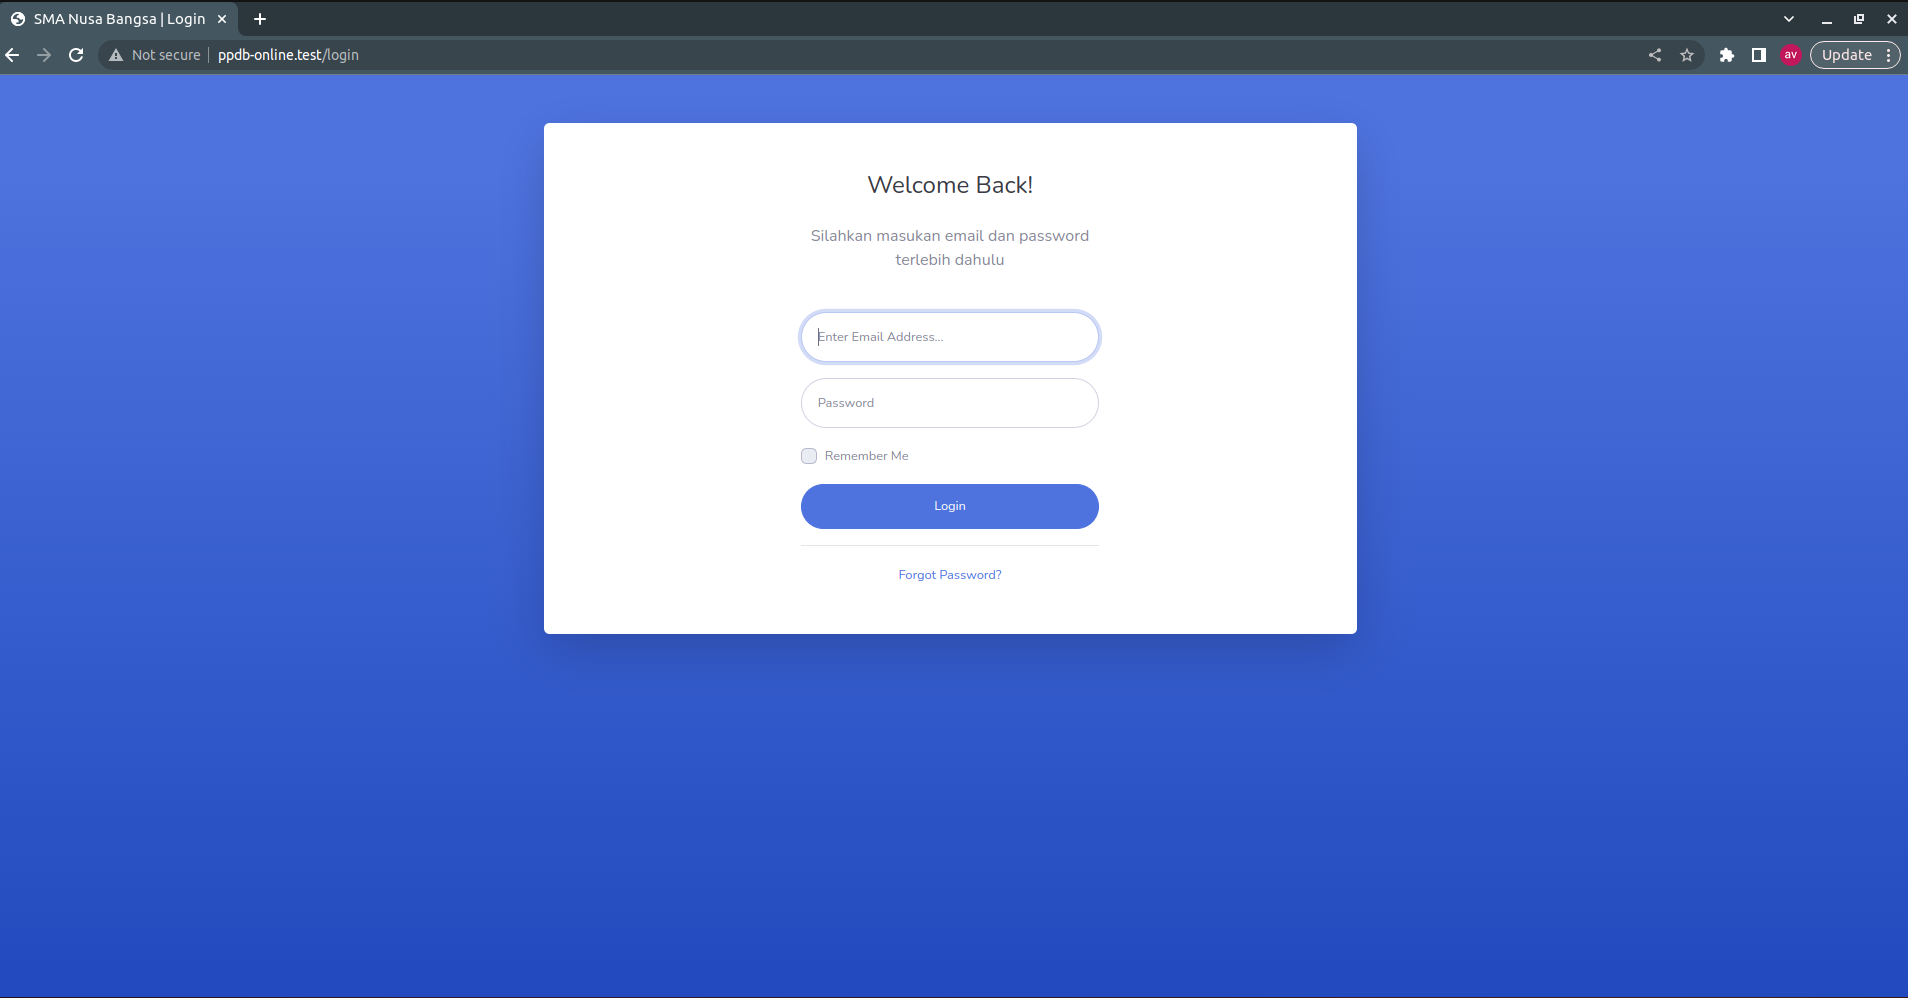 SMA Nusa Bangsa | Login
Not secure | ppdb-online.test/login
av
Update
Welcome Back!
Silahkan masukan email dan password
terlebih dahulu
Enter Email Address...
Password
Remember Me
Login
Forgot Password?